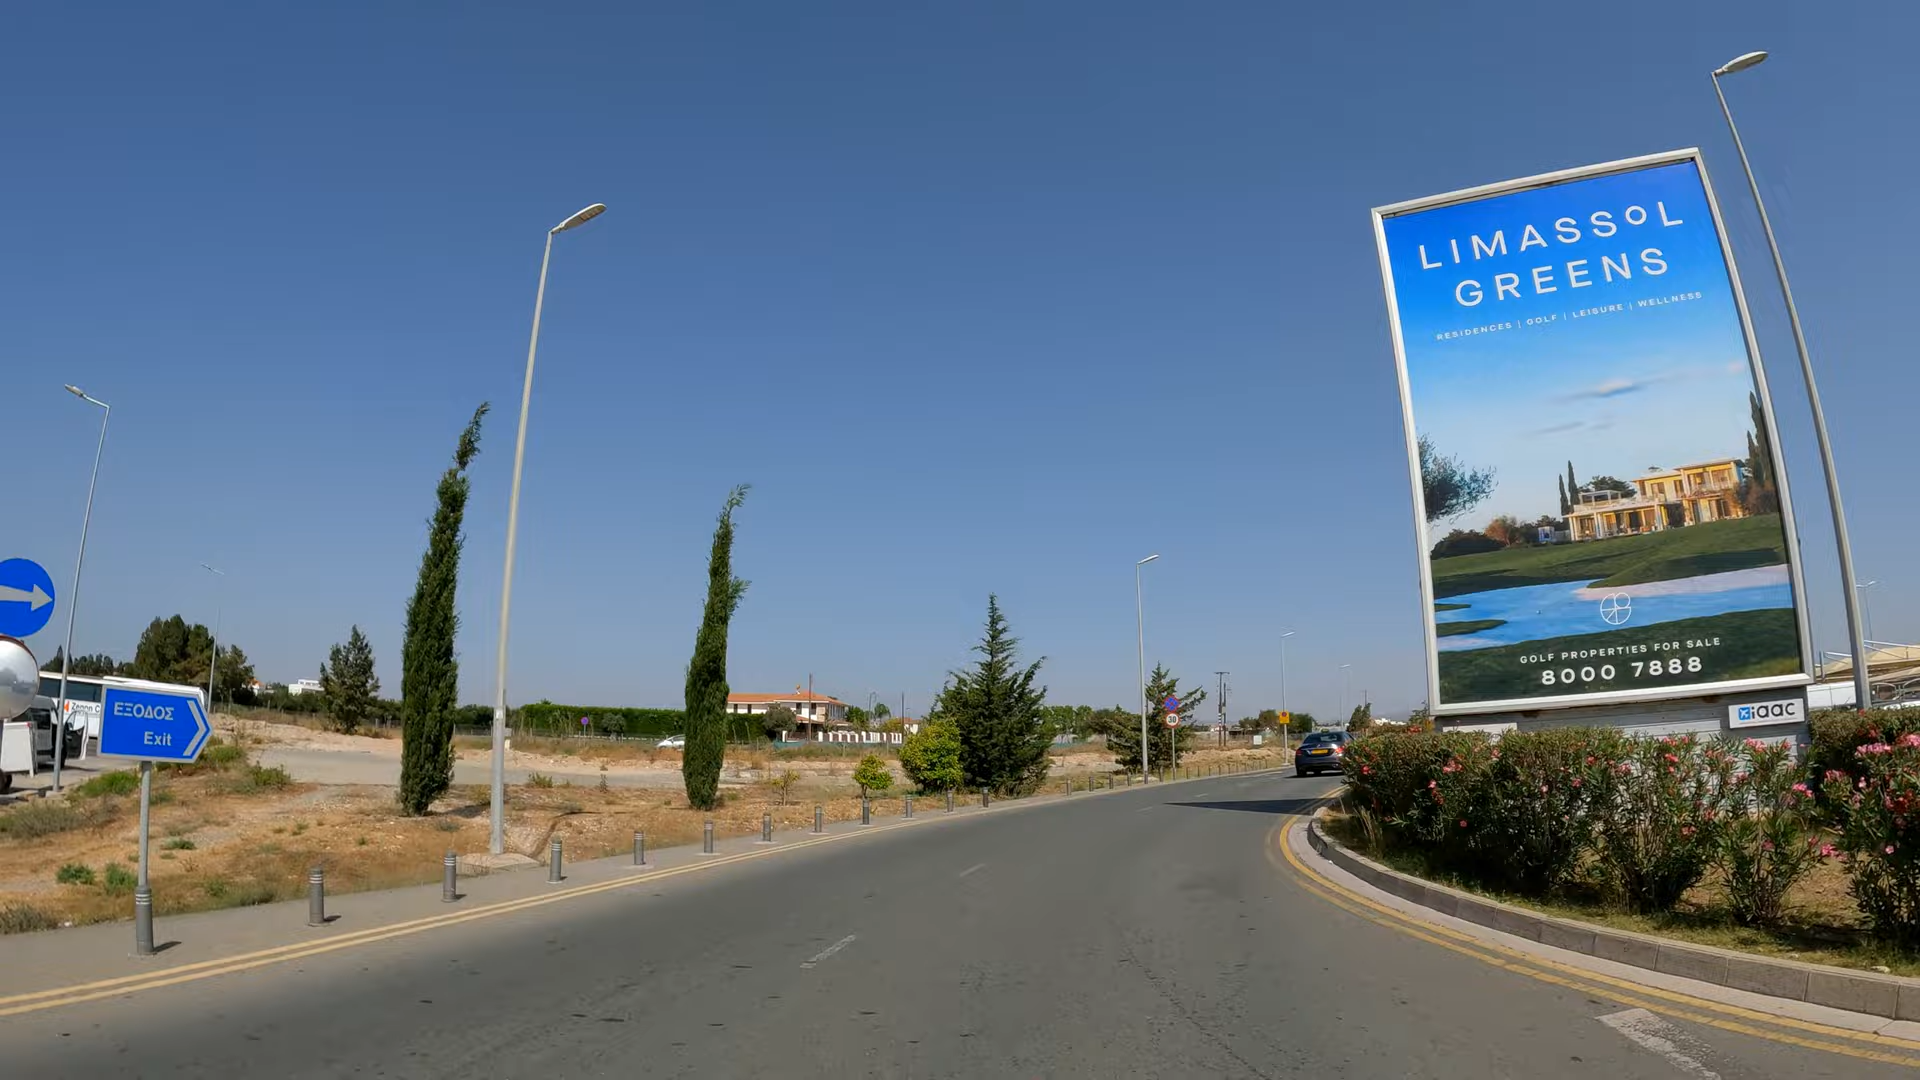 LIMASSOL
GREENS
RESIDENCES | GOLF | LEISURE | WELLNESS
GOLF PROPERTIES FOR SALE
8000 7888
iaac
ΕΞΟΔΟΣ
Exit
30